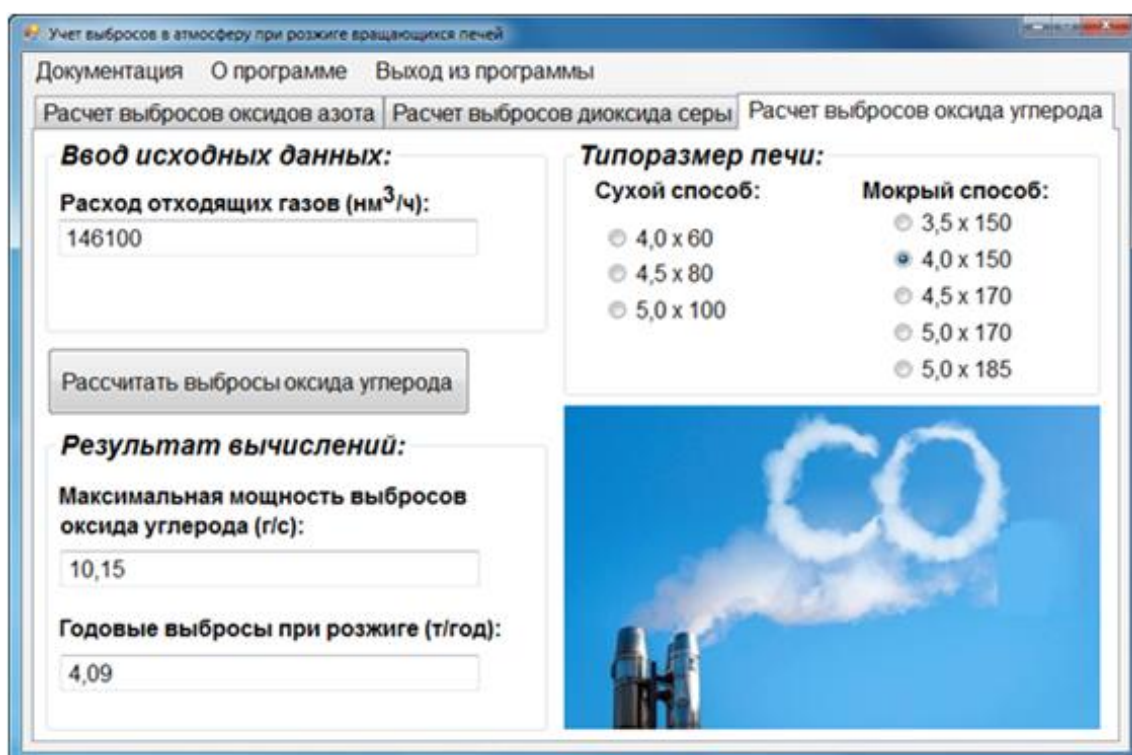 Учет выбросов в атмосферу при розжиге вращающихся печей
Документация О программе Выход из программы
Расчет выбросов оксидов азота Расчет выбросов диоксида серы Расчет выбросов оксида углерода
Ввод исходных данных:
Расход отходящих газов (нм³/ч):
146100
Типоразмер печи:
Сухой способ:
4,0 х 60
4,5 х 80
5,0 х 100
Мокрый способ:
3,5 х 150
4,0 х 150
4,5 х 170
5,0 х 170
5,0 х 185
Рассчитать выбросы оксида углерода
Результат вычислений:
Максимальная мощность выбросов
оксида углерода (г/с):
10,15
Годовые выбросы при розжиге (т/год):
4,09
CO